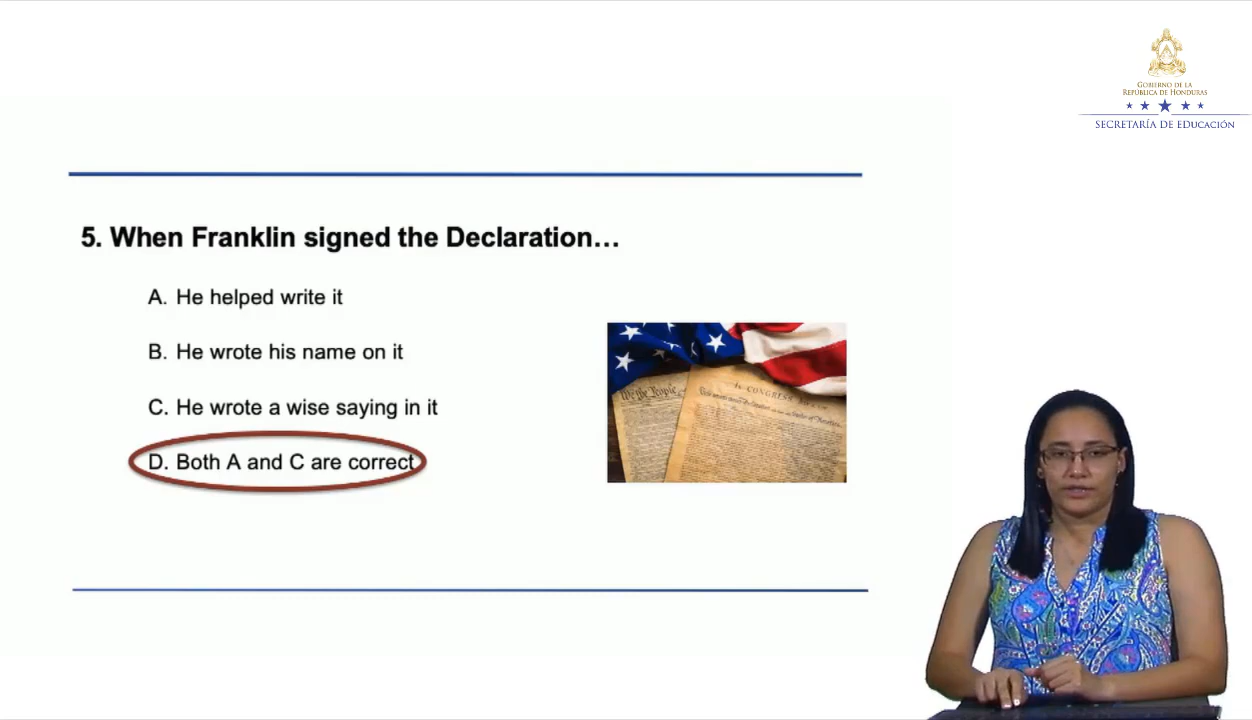 GOBIERNO DE LA
REPÚBLICA DE HONDURAS
SECRETARÍA DE EDUCACIÓN
5. When Franklin signed the Declaration…
A. He helped write it
B. He wrote his name on it
C. He wrote a wise saying in it
D. Both A and C are correct
We the People
In CONGRESS